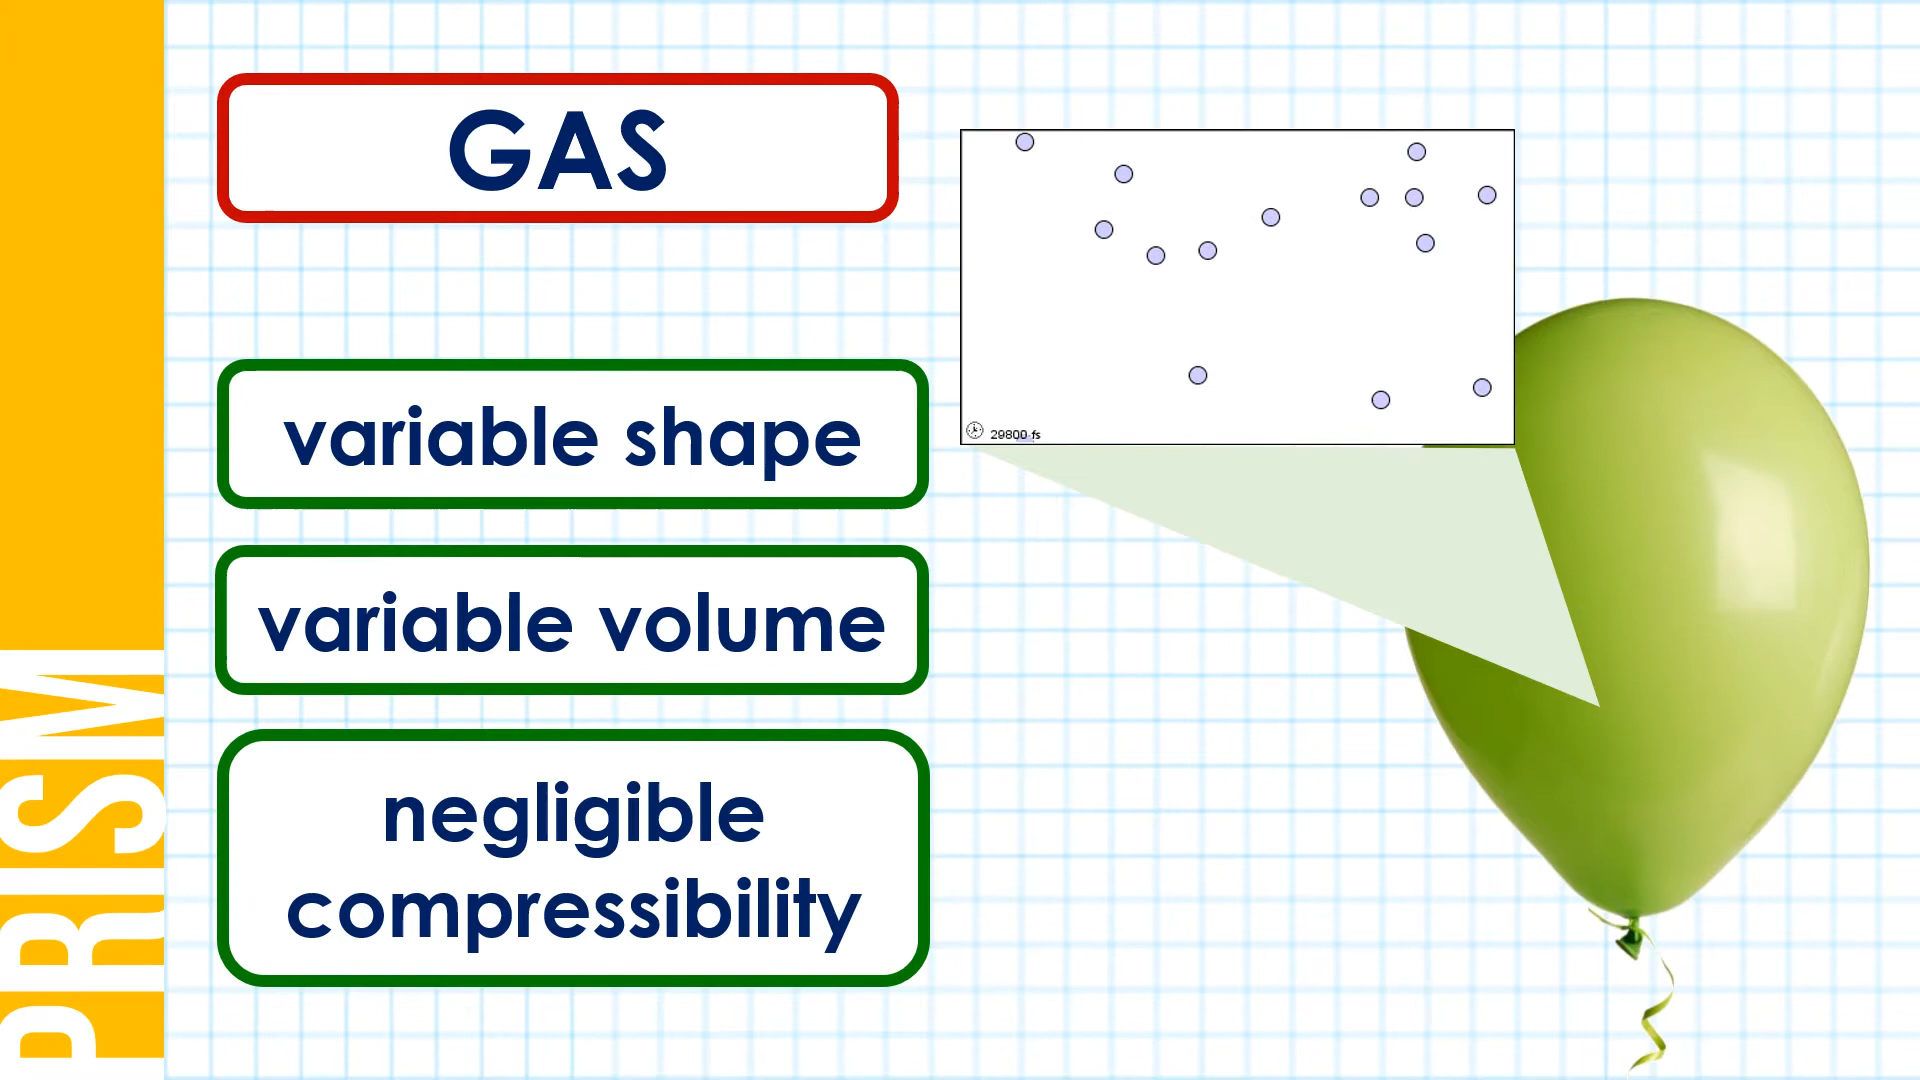 GAS
variable shape
variable volume
negligible
compressibility
29800 fs
PRISM